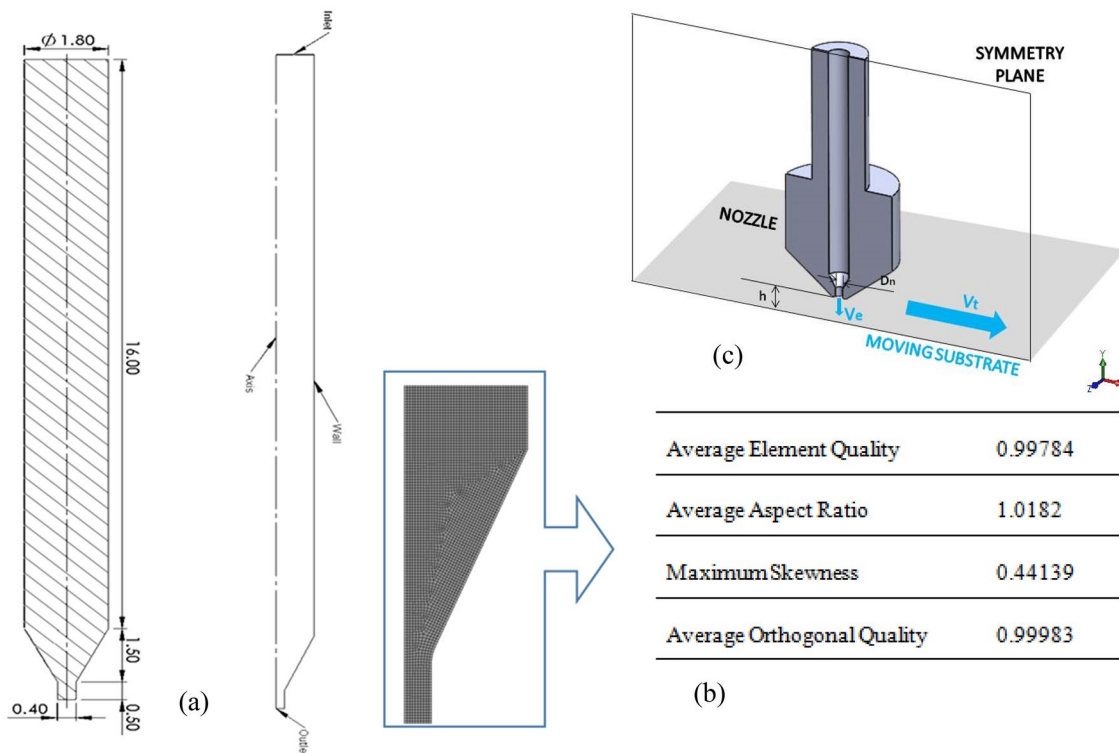 Ø1.80
16.00
1.50
0.50
0.40
(a)
Inlet
Axis
Wall
Outle
(c)
SYMMETRY
PLANE
NOZZLE
Dn
h
Ve
Vt
MOVING SUBSTRATE
Y
Z
Average Element Quality 0.99784
Average Aspect Ratio 1.0182
Maximum Skewness 0.44139
Average Orthogonal Quality 0.99983
(b)